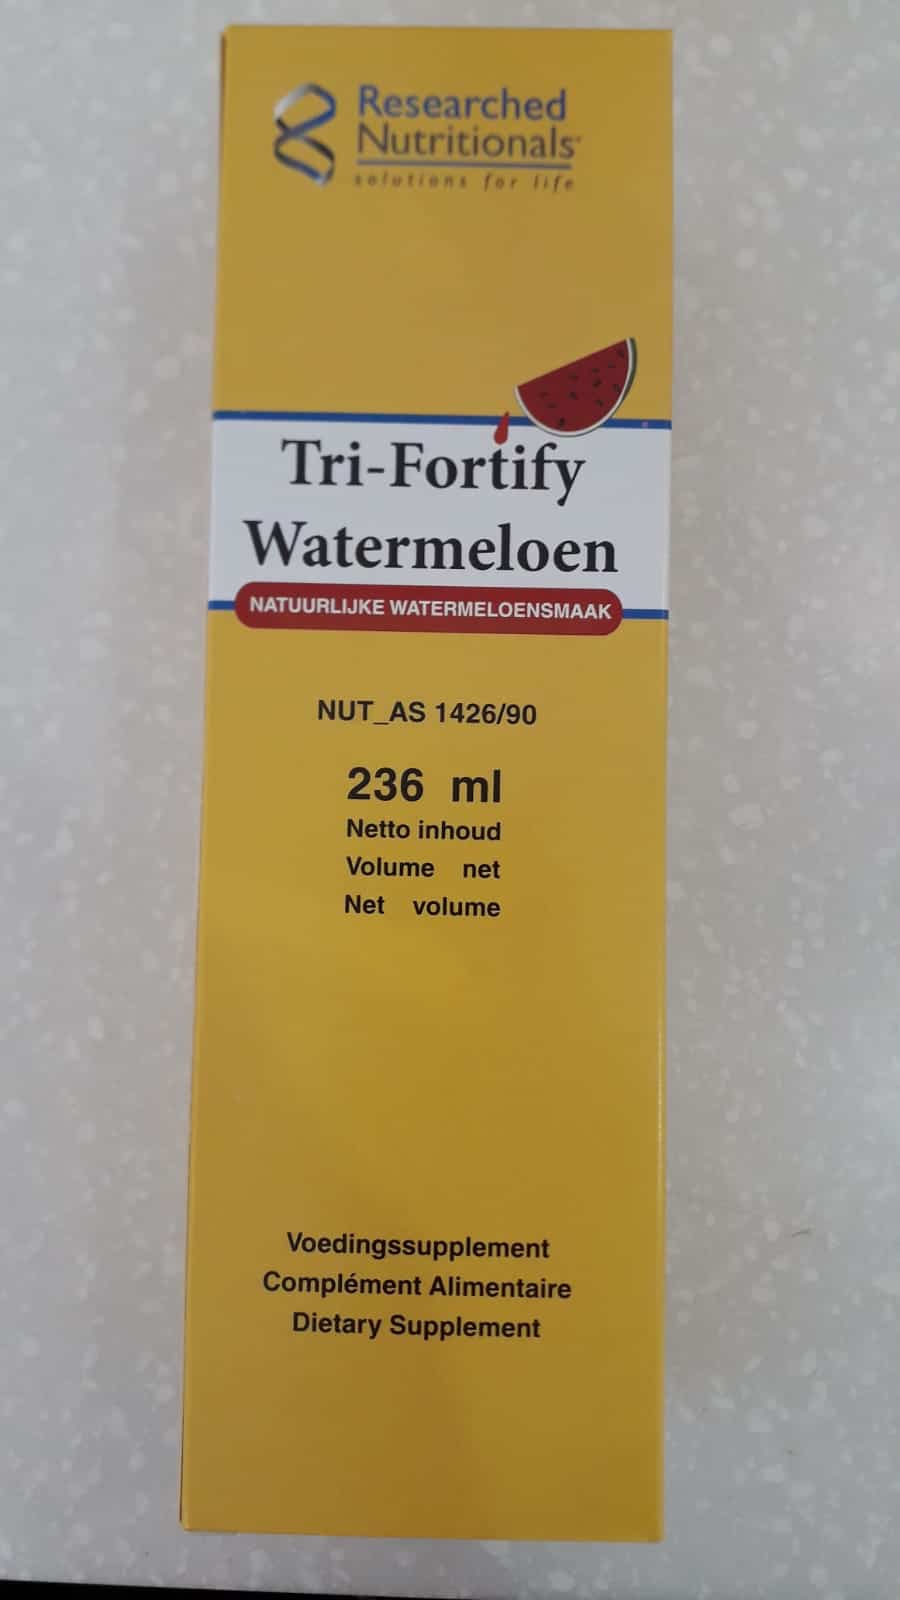 Researched
Nutritionals
solutions for life
Tri-Fortify
Watermeloen
NATUURLIJKE WATERMELOENSMAAK
NUT_AS 1426/90
236 ml
Netto inhoud
Volume net
Net volume
Voedingssupplement
Complément Alimentaire
Dietary Supplement